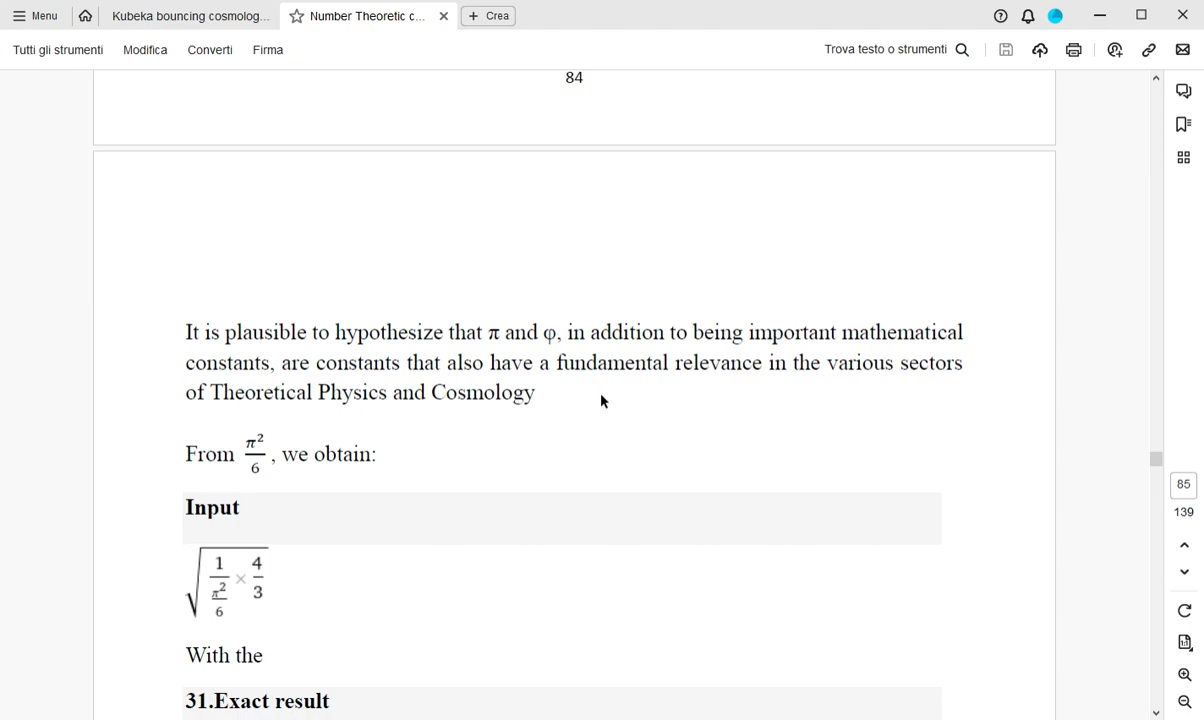 Menu
Kubeka bouncing cosmolog...
Number Theoretic c...
+ Crea
Tutti gli strumenti Modifica Converti Firma
Trova testo o strumenti
84
It is plausible to hypothesize that π and φ, in addition to being important mathematical
constants, are constants that also have a fundamental relevance in the various sectors
of Theoretical Physics and Cosmology
From π²/6, we obtain:
Input
√(1/(π²/6) × 4/3)
With the
31.Exact result
85
139